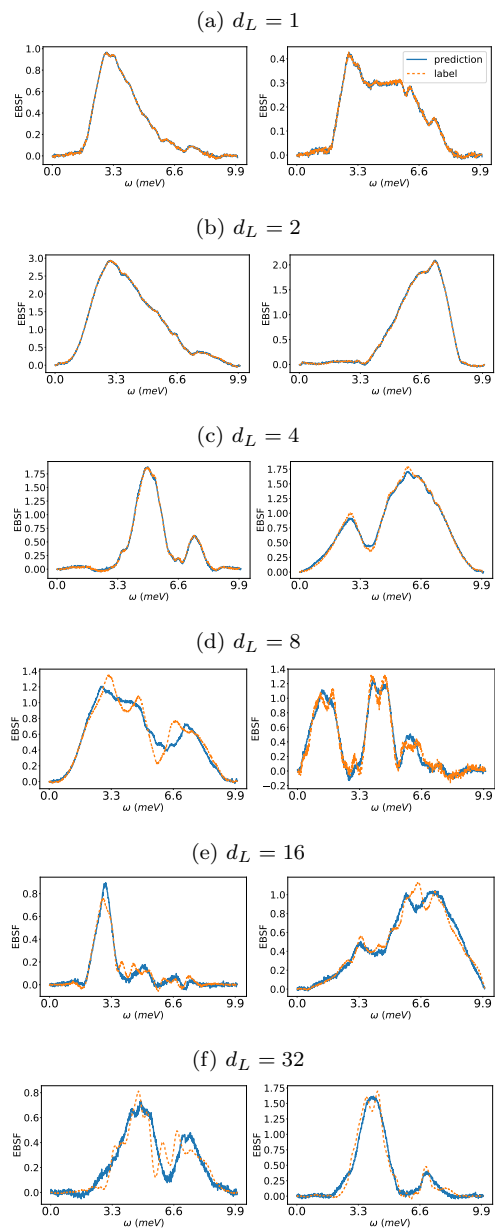 (a) d_L = 1
1.0
0.8
0.6
0.4
0.2
0.0
EBSF
0.0 3.3 6.6 9.9
ω (meV)
0.4
0.3
0.2
0.1
0.0
EBSF
prediction
label
0.0 3.3 6.6 9.9
ω (meV)
(b) d_L = 2
3.0
2.5
2.0
1.5
1.0
0.5
0.0
EBSF
0.0 3.3 6.6 9.9
ω (meV)
2.0
1.5
1.0
0.5
0.0
EBSF
0.0 3.3 6.6 9.9
ω (meV)
(c) d_L = 4
1.75
1.50
1.25
1.00
0.75
0.50
0.25
0.00
EBSF
0.0 3.3 6.6 9.9
ω (meV)
1.75
1.50
1.25
1.00
0.75
0.50
0.25
0.00
EBSF
0.0 3.3 6.6 9.9
ω (meV)
(d) d_L = 8
1.4
1.2
1.0
0.8
0.6
0.4
0.2
0.0
EBSF
0.0 3.3 6.6 9.9
ω (meV)
1.4
1.2
1.0
0.8
0.6
0.4
0.2
0.0
−0.2
EBSF
0.0 3.3 6.6 9.9
ω (meV)
(e) d_L = 16
0.8
0.6
0.4
0.2
0.0
EBSF
0.0 3.3 6.6 9.9
ω (meV)
1.0
0.8
0.6
0.4
0.2
0.0
EBSF
0.0 3.3 6.6 9.9
ω (meV)
(f) d_L = 32
0.8
0.6
0.4
0.2
0.0
EBSF
0.0 3.3 6.6 9.9
ω (meV)
1.75
1.50
1.25
1.00
0.75
0.50
0.25
0.00
EBSF
0.0 3.3 6.6 9.9
ω (meV)